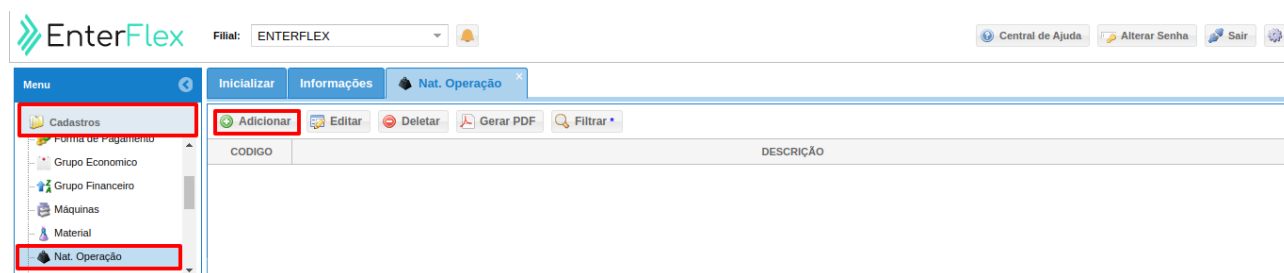 EnterFlex
Filial: ENTERFLEX
Central de Ajuda
Alterar Senha
Sair
Menu
Inicializar
Informações
Nat. Operação
Cadastros
Adicionar
Editar
Deletar
Gerar PDF
Filtrar *
Forma de Pagamento
Grupo Economico
Grupo Financeiro
Máquinas
Material
Nat. Operação
CODIGO
DESCRIÇÃO